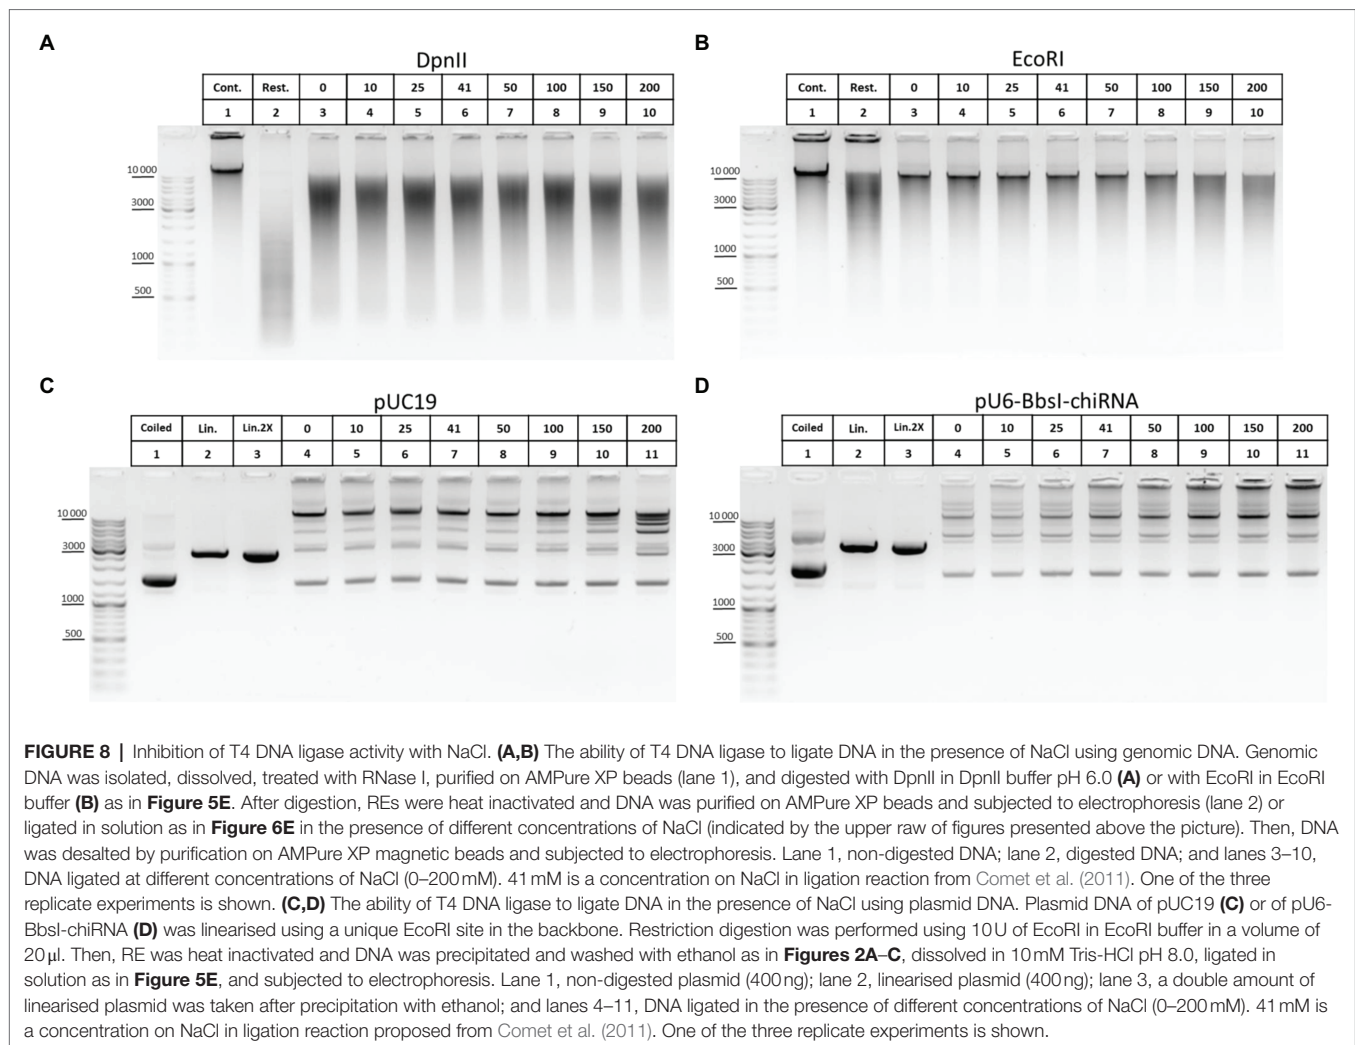 A
DpnII
Cont. Rest. 0 10 25 41 50 100 150 200
1 2 3 4 5 6 7 8 9 10
10 000
3000
1000
500
B
EcoRI
Cont. Rest. 0 10 25 41 50 100 150 200
1 2 3 4 5 6 7 8 9 10
10 000
3000
1000
500
C
pUC19
Coiled Lin. Lin.2X 0 10 25 41 50 100 150 200
1 2 3 4 5 6 7 8 9 10 11
10 000
3000
1000
500
D
pU6-BbsI-chiRNA
Coiled Lin. Lin.2X 0 10 25 41 50 100 150 200
1 2 3 4 5 6 7 8 9 10 11
10 000
3000
1000
500
FIGURE 8 | Inhibition of T4 DNA ligase activity with NaCl. (A,B) The ability of T4 DNA ligase to ligate DNA in the presence of NaCl using genomic DNA. Genomic
DNA was isolated, dissolved, treated with RNase I, purified on AMPure XP beads (lane 1), and digested with DpnII in DpnII buffer pH 6.0 (A) or with EcoRI in EcoRI
buffer (B) as in Figure 5E. After digestion, REs were heat inactivated and DNA was purified on AMPure XP beads and subjected to electrophoresis (lane 2) or
ligated in solution as in Figure 6E in the presence of different concentrations of NaCl (indicated by the upper raw of figures presented above the picture). Then, DNA
was desalted by purification on AMPure XP magnetic beads and subjected to electrophoresis. Lane 1, non-digested DNA; lane 2, digested DNA; and lanes 3–10,
DNA ligated at different concentrations of NaCl (0–200 mM). 41 mM is a concentration on NaCl in ligation reaction from Comet et al. (2011). One of the three
replicate experiments is shown. (C,D) The ability of T4 DNA ligase to ligate DNA in the presence of NaCl using plasmid DNA. Plasmid DNA of pUC19 (C) or of pU6-
BbsI-chiRNA (D) was linearised using a unique EcoRI site in the backbone. Restriction digestion was performed using 10 U of EcoRI in EcoRI buffer in a volume of
20 μl. Then, RE was heat inactivated and DNA was precipitated and washed with ethanol as in Figures 2A–C, dissolved in 10 mM Tris-HCl pH 8.0, ligated in
solution as in Figure 5E, and subjected to electrophoresis. Lane 1, non-digested plasmid (400 ng); lane 2, linearised plasmid (400 ng); lane 3, a double amount of
linearised plasmid was taken after precipitation with ethanol; and lanes 4–11, DNA ligated in the presence of different concentrations of NaCl (0–200 mM). 41 mM is
a concentration on NaCl in ligation reaction proposed from Comet et al. (2011). One of the three replicate experiments is shown.